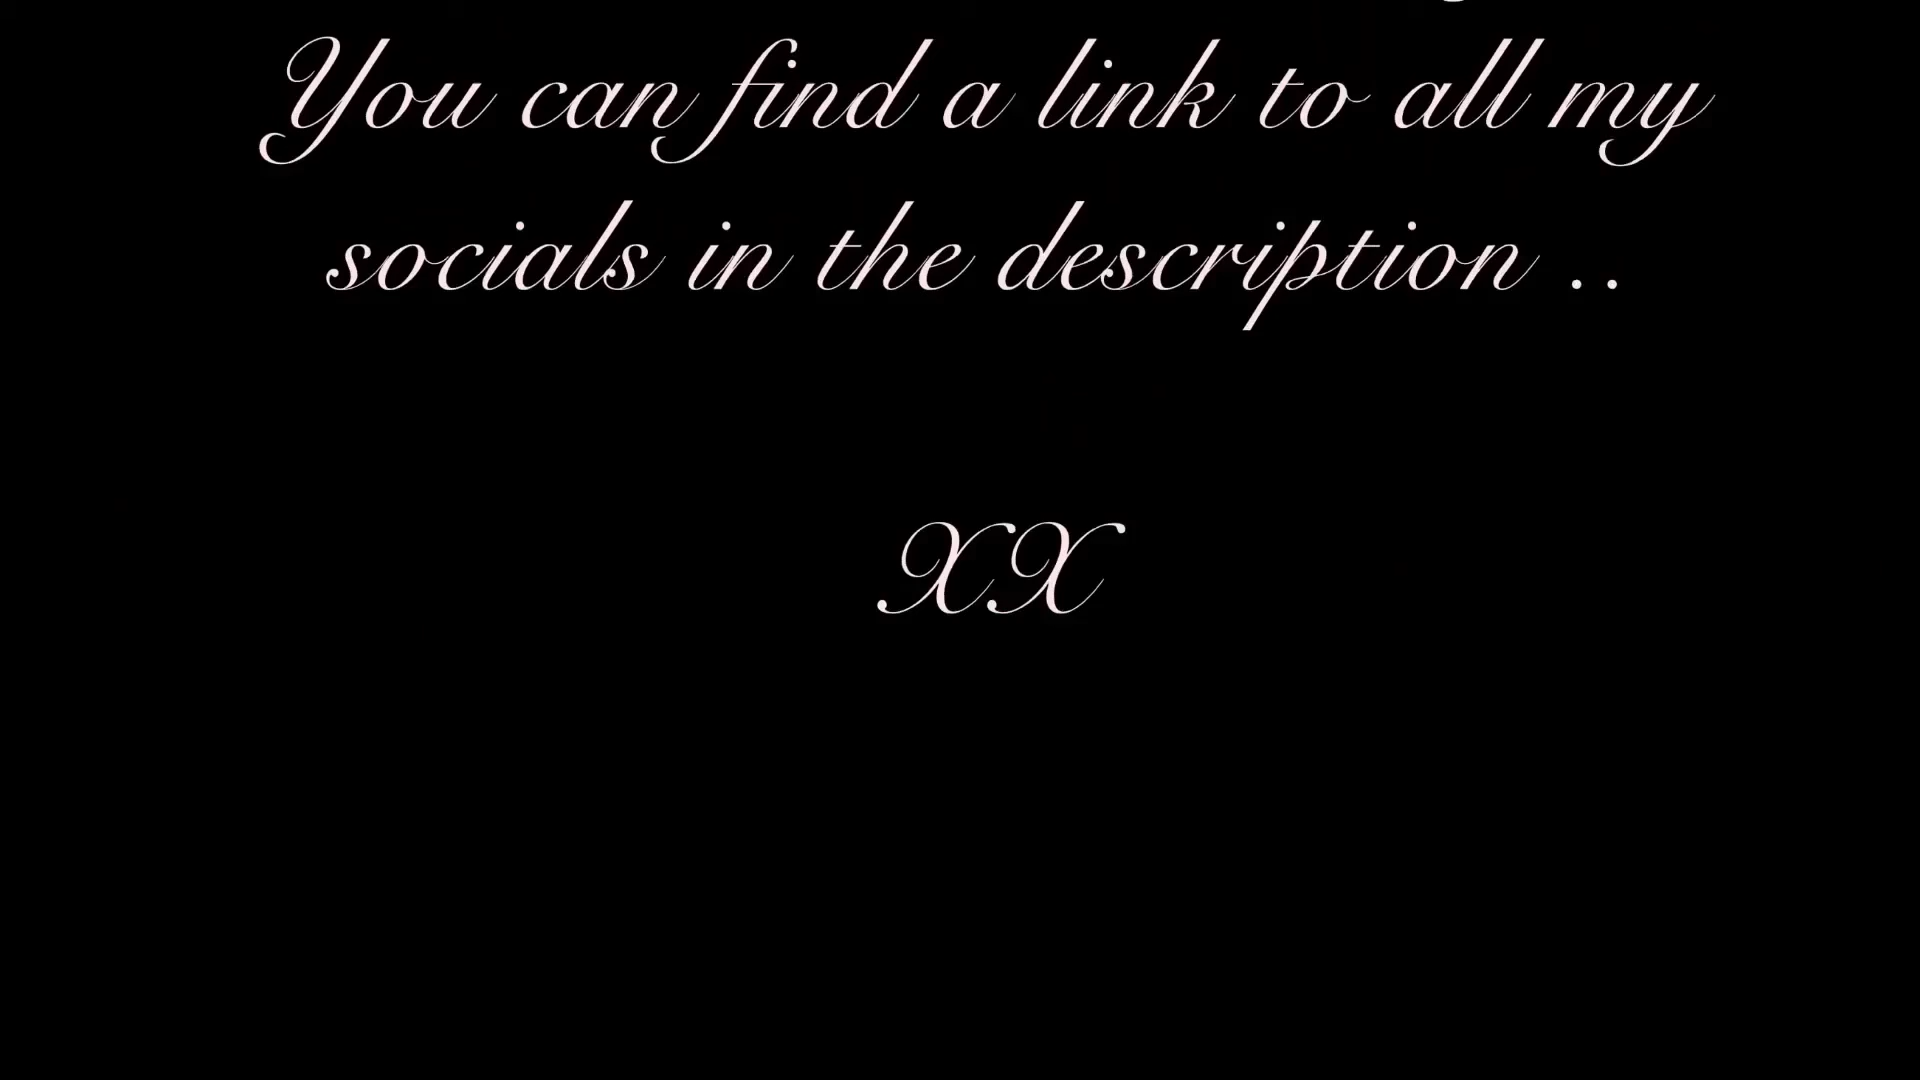 You can find a link to all my
socials in the description ..
XX